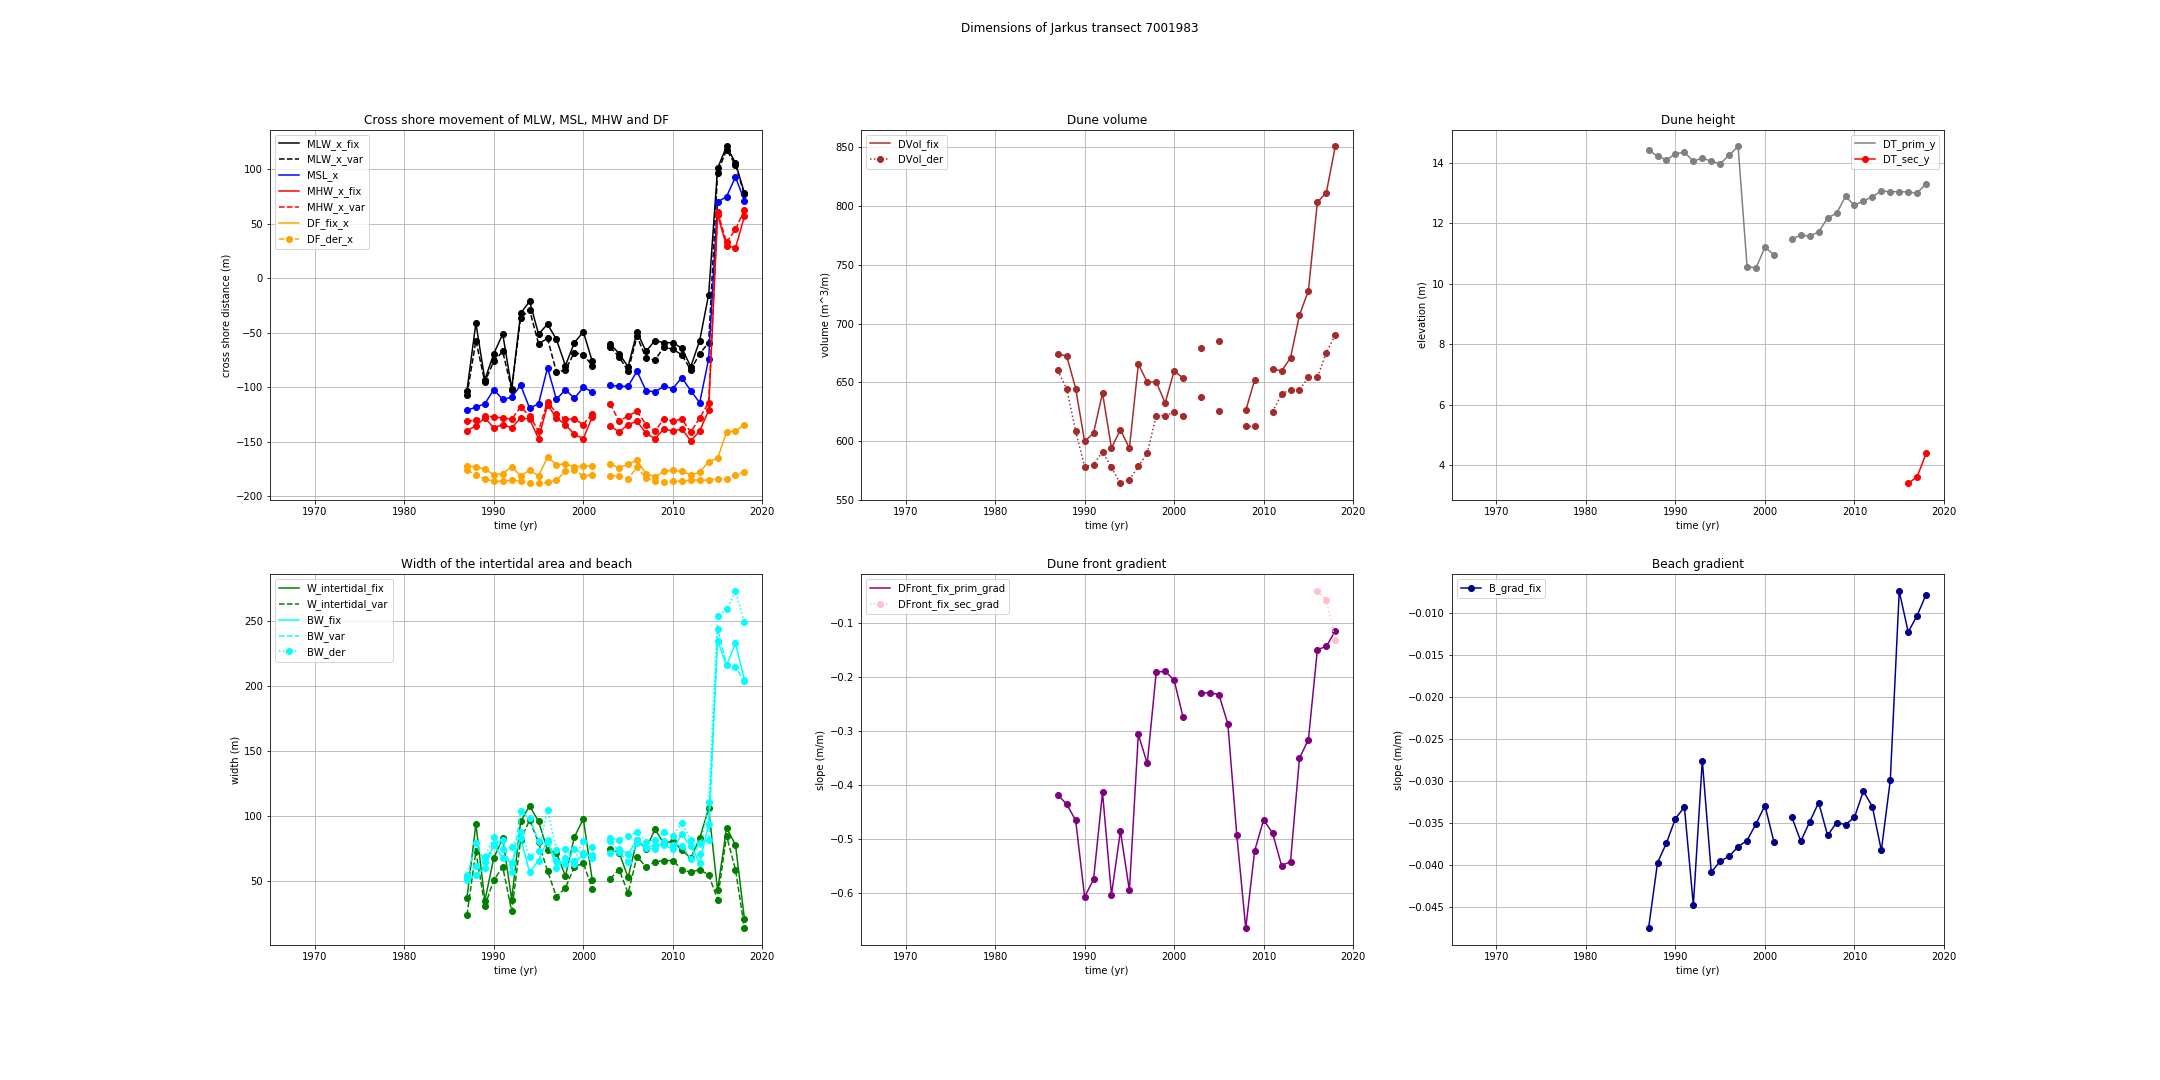 Dimensions of Jarkus transect 7001983
Cross shore movement of MLW, MSL, MHW and DF
MLW_x_fix
MLW_x_var
MSL_x
MHW_x_fix
MHW_x_var
DF_fix_x
DF_der_x
100
50
0
−50
−100
−150
−200
cross shore distance (m)
1970 1980 1990 2000 2010 2020
time (yr)
Dune volume
DVol_fix
DVol_der
850
800
750
700
650
600
550
volume (m^3/m)
1970 1980 1990 2000 2010 2020
time (yr)
Dune height
DT_prim_y
DT_sec_y
14
12
10
8
6
4
elevation (m)
1970 1980 1990 2000 2010 2020
time (yr)
Width of the intertidal area and beach
W_intertidal_fix
W_intertidal_var
BW_fix
BW_var
BW_der
250
200
150
100
50
width (m)
1970 1980 1990 2000 2010 2020
time (yr)
Dune front gradient
DFront_fix_prim_grad
DFront_fix_sec_grad
−0.1
−0.2
−0.3
−0.4
−0.5
−0.6
slope (m/m)
1970 1980 1990 2000 2010 2020
time (yr)
Beach gradient
B_grad_fix
−0.010
−0.015
−0.020
−0.025
−0.030
−0.035
−0.040
−0.045
slope (m/m)
1970 1980 1990 2000 2010 2020
time (yr)